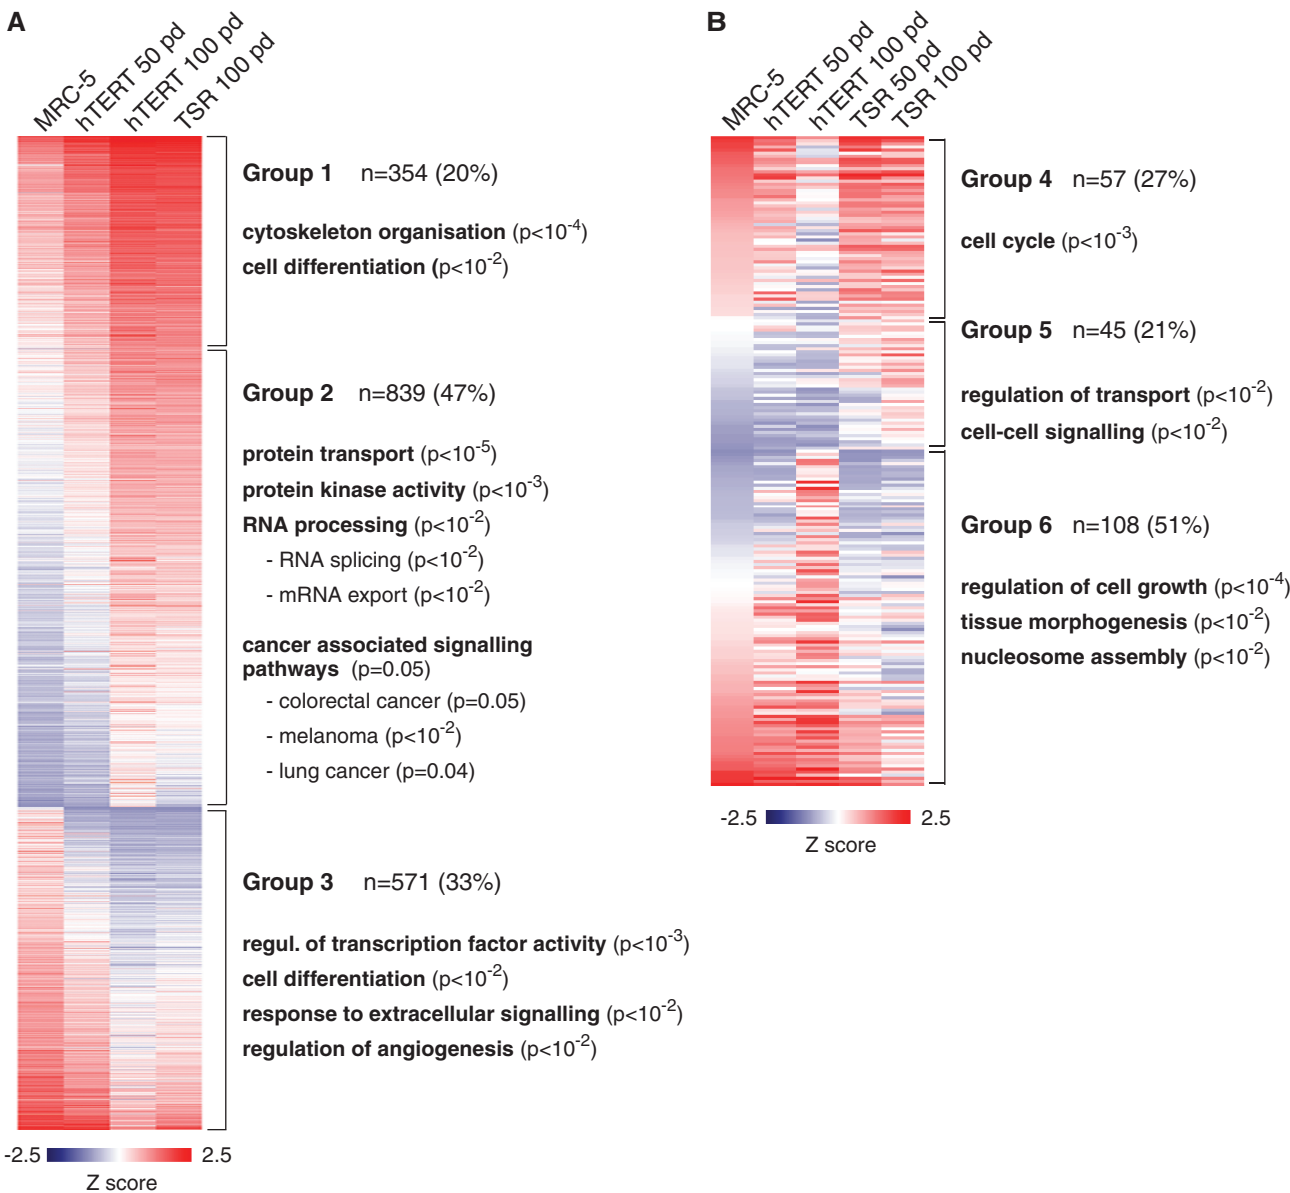 A
MRC-5
hTERT 50 pd
hTERT 100 pd
TSR 100 pd
Group 1 n=354 (20%)
cytoskeleton organisation (p<10-4)
cell differentiation (p<10-2)
Group 2 n=839 (47%)
protein transport (p<10-5)
protein kinase activity (p<10-3)
RNA processing (p<10-2)
- RNA splicing (p<10-2)
- mRNA export (p<10-2)
cancer associated signalling
pathways (p=0.05)
- colorectal cancer (p=0.05)
- melanoma (p<10-2)
- lung cancer (p=0.04)
Group 3 n=571 (33%)
regul. of transcription factor activity (p<10-3)
cell differentiation (p<10-2)
response to extracellular signalling (p<10-2)
regulation of angiogenesis (p<10-2)
-2.5 2.5
Z score
B
MRC-5
hTERT 50 pd
hTERT 100 pd
TSR 50 pd
TSR 100 pd
Group 4 n=57 (27%)
cell cycle (p<10-3)
Group 5 n=45 (21%)
regulation of transport (p<10-2)
cell-cell signalling (p<10-2)
Group 6 n=108 (51%)
regulation of cell growth (p<10-4)
tissue morphogenesis (p<10-2)
nucleosome assembly (p<10-2)
-2.5 2.5
Z score